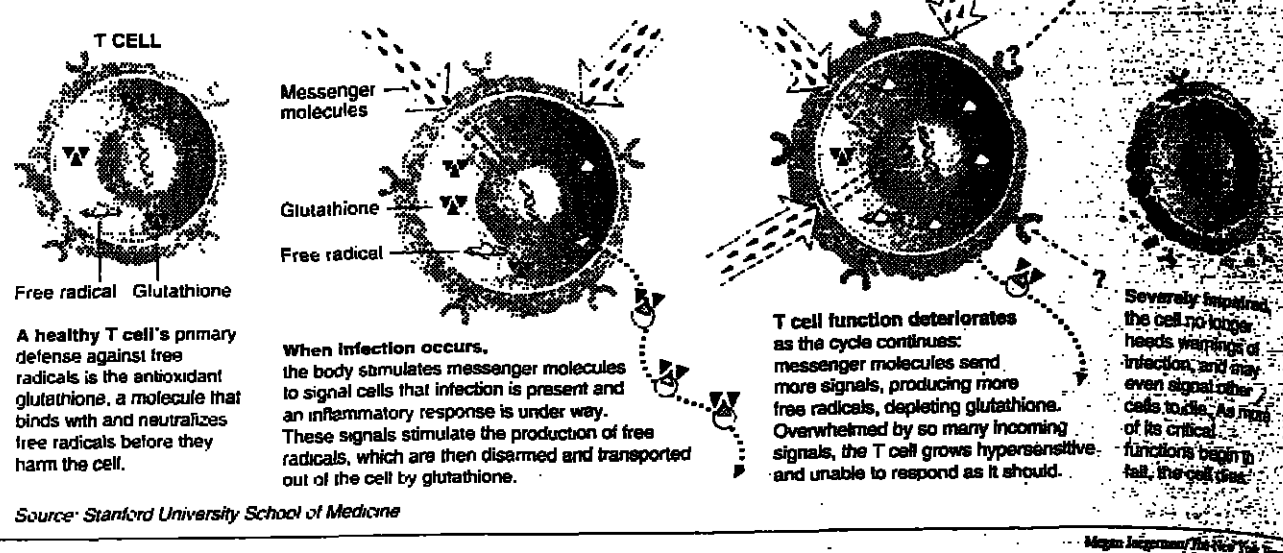 T CELL
Free radical Glutathione
A healthy T cell's primary
defense against free
radicals is the antioxidant
glutathione, a molecule that
binds with and neutralizes
free radicals before they
harm the cell.
Messenger
molecules
Glutathione
Free radical
When infection occurs,
the body stimulates messenger molecules
to signal cells that infection is present and
an inflammatory response is under way.
These signals stimulate the production of free
radicals, which are then disarmed and transported
out of the cell by glutathione.
?
?
T cell function deteriorates
as the cycle continues:
messenger molecules send
more signals, producing more
free radicals, depleting glutathione.
Overwhelmed by so many incoming
signals, the T cell grows hypersensitive
and unable to respond as it should.
Severely impaired,
the cell no longer
heeds warnings of
infection, and may
even signal other
cells to die. As more
of its critical
functions begin to
fail, the cell dies.
Source: Stanford University School of Medicine
Megan Jaegerman/The New York